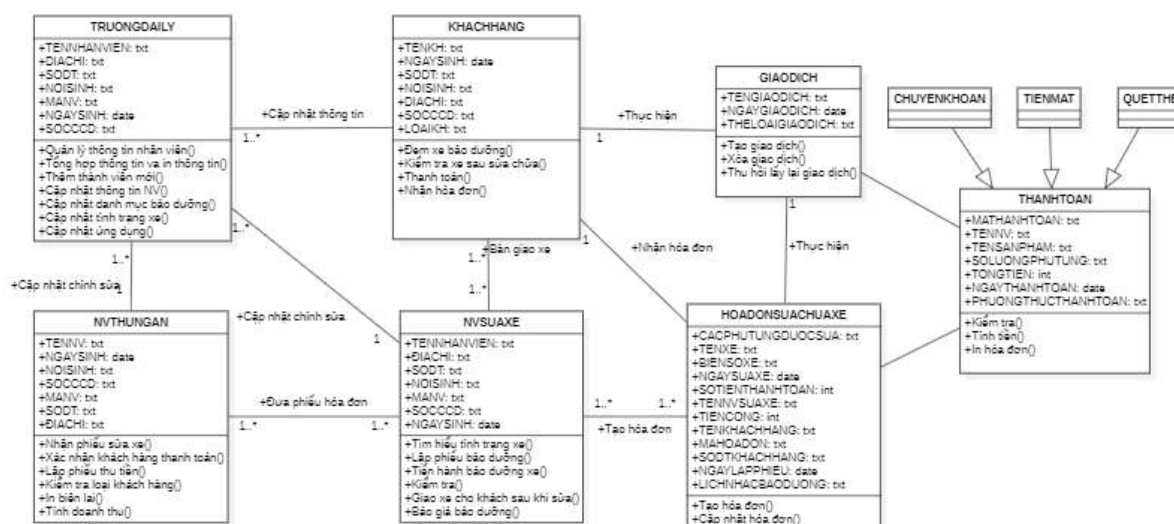 TRUONGDAILY
+TENNHANVIEN: txt
+DIACHI: txt
+SODT: txt
+NOISINH: txt
+MANV: txt
+NGAYSINH: date
+SOCCCD: txt
+Quản lý thông tin nhân viên()
+Tổng hợp thông tin va in thông tin()
+Thêm thành viên mới()
+Cập nhật thông tin NV()
+Cập nhật danh mục bảo dưỡng()
+Cập nhật tình trạng xe()
+Cập nhật ứng dụng()
+Cập nhật thông tin
1..*
KHACHHANG
+TENKH: txt
+NGAYSINH: date
+SODT: txt
+NOISINH: txt
+DIACHI: txt
+SOCCCD: txt
+LOAIKH: txt
+Đem xe bảo dưỡng()
+Kiểm tra xe sau sửa chữa()
+Thanh toán()
+Nhận hóa đơn()
+Thực hiện
1
GIAODICH
+TENGIAODICH: txt
+NGAYGIAODICH: date
+THELOAIGIAODICH: txt
+Tạo giao dịch()
+Xóa giao dịch()
+Thu hồi lấy lại giao dịch()
CHUYENKHOAN
TIENMAT
QUETTHE
THANHTOAN
+MATHANHTOAN: txt
+TENNV: txt
+TENSANPHAM: txt
+SOLUONGPHUTUNG: txt
+TONGTIEN: int
+NGAYTHANHTOAN: date
+PHUONGTHUCTHANHTOAN: txt
+Kiểm tra()
+Tính tiền()
+In hóa đơn()
1..*
+Bàn giao xe
1
+Nhận hóa đơn
1
+Thực hiện
1..*
1..*
1..*
+Cập nhật chỉnh sửa
1
+Cập nhật chỉnh sửa
1
NVTHUNGAN
+TENNV: txt
+NGAYSINH: date
+NOISINH: txt
+SOCCCD: txt
+MANV: txt
+SODT: txt
+ĐIACHI: txt
+Nhận phiếu sửa xe()
+Xác nhận khách hàng thanh toán()
+Lập phiếu thu tiền()
+Kiểm tra loại khách hàng()
+In biên lai()
+Tính doanh thu()
+Đưa phiếu hóa đơn
1..*
1..*
NVSUAXE
+TENNHANVIEN: txt
+ĐIACHI: txt
+SODT: txt
+NOISINH: txt
+MANV: txt
+SOCCCD: txt
+NGAYSINH: date
+Tìm hiểu tình trạng xe()
+Lập phiếu bảo dưỡng()
+Tiến hành bảo dưỡng xe()
+Kiểm tra()
+Giao xe cho khách sau khi sửa()
+Báo giá bảo dưỡng()
1..*
1..*
+Tạo hóa đơn
HOADONSUACHUAXE
+CACPHUTUNGDUOCSUA: txt
+TENXE: txt
+BIENSOXE: txt
+NGAYSUAXE: date
+SOTIENTHANHTOAN: int
+TENNVSUAXE: txt
+TIENCONG: int
+TENKHACHHANG: txt
+MAHOADON: txt
+SODTKHACHHANG: txt
+NGAYLAPPHIEU: date
+LICHNHACBAODUONG: txt
+Tạo hóa đơn()
+Cập nhật hóa đơn()